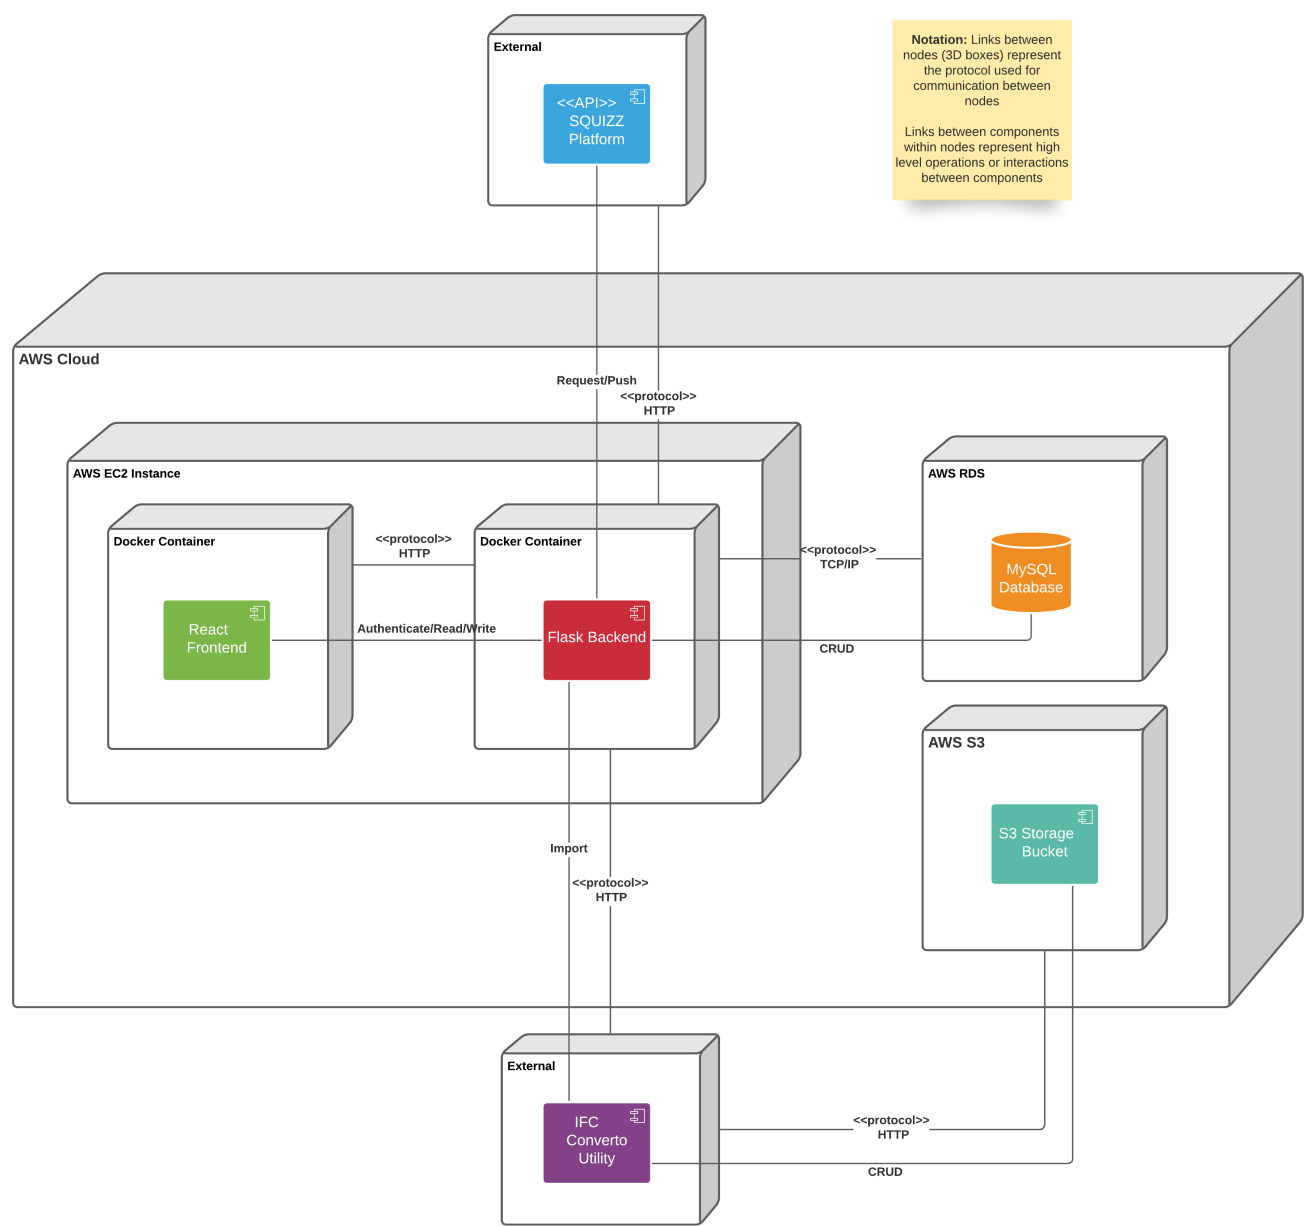 External
<<API>>
SQUIZZ
Platform
Notation: Links between
nodes (3D boxes) represent
the protocol used for
communication between
nodes
Links between components
within nodes represent high
level operations or interactions
between components
AWS Cloud
Request/Push
<<protocol>>
HTTP
AWS EC2 Instance
Docker Container
React
Frontend
<<protocol>>
HTTP
Authenticate/Read/Write
Docker Container
Flask Backend
<<protocol>>
TCP/IP
CRUD
AWS RDS
MySQL
Database
AWS S3
S3 Storage
Bucket
Import
<<protocol>>
HTTP
External
IFC
Converto
Utility
<<protocol>>
HTTP
CRUD